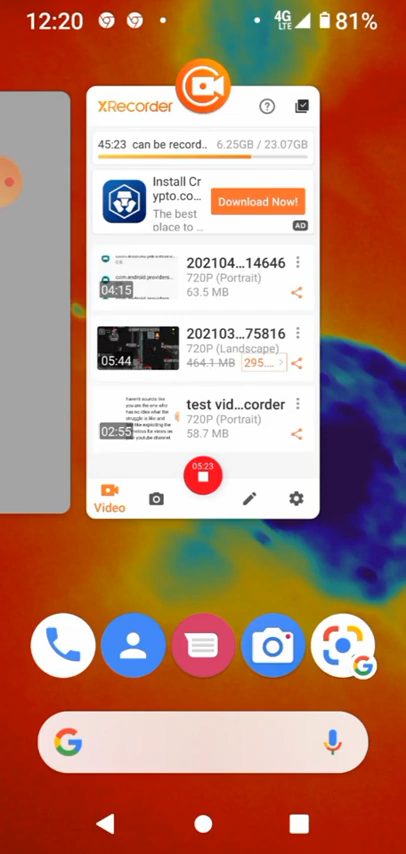 12:20
4G
LTE
81%
XRecorder
45:23 can be record.. 6.25GB / 23.07GB
Install Cr
ypto.co...
The best
place to ...
Download Now!
AD
202104...14646
720P (Portrait)
63.5 MB
04:15
202103...75816
720P (Landscape)
464.1 MB 295....
05:44
test vid...corder
720P (Portrait)
58.7 MB
02:55
05:23
Video